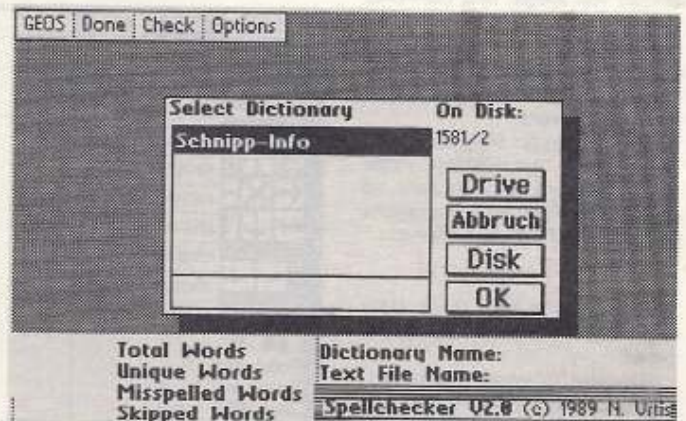 GEOS Done Check Options
Select Dictionary
On Disk:
Schnipp-Info
1581/2
Drive
Abbruch
Disk
OK
Total Words
Unique Words
Misspelled Words
Skipped Words
Dictionary Name:
Text File Name:
Spellchecker V2.0 (c) 1989 N. Urtis